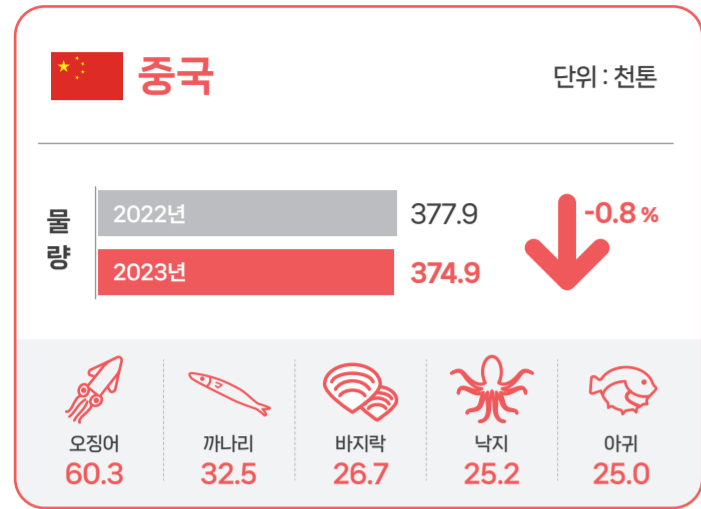 중국
단위 : 천톤
물량
2022년 377.9
2023년 374.9
-0.8 %
오징어 까나리 바지락 낙지 아귀
60.3 32.5 26.7 25.2 25.0